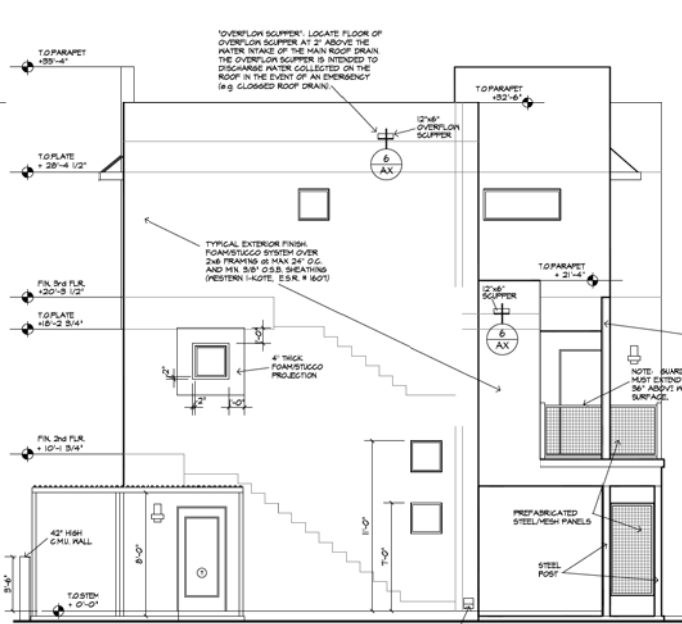 "OVERFLOW SCUPPER": LOCATE FLOOR OF
OVERFLOW SCUPPER AT 2" ABOVE THE
WATER INTAKE OF THE MAIN ROOF DRAIN.
THE OVERFLOW SCUPPER IS INTENDED TO
DISCHARGE WATER COLLECTED ON THE
ROOF IN THE EVENT OF AN EMERGENCY
(e.g. CLOGGED ROOF DRAIN).
T.O.PARAPET
+35'-4"
T.O.PARAPET
+32'-6"
12"x6"
OVERFLOW
SCUPPER
6
AX
T.O.PLATE
+ 28'-4 1/2"
TYPICAL EXTERIOR FINISH:
FOAM/STUCCO SYSTEM OVER
2x6 FRAMING @ MAX 24" O.C.
AND MIN. 3/8" O.S.B. SHEATHING
(WESTERN 1-KOTE, E.S.R. # 1607)
T.O.PARAPET
+ 21'-4"
FIN. 3rd FLR.
+20'-3 1/2"
12"x6"
SCUPPER
6
AX
T.O.PLATE
+18'-2 3/4"
1'-0"
4" THICK
FOAM/STUCCO
PROJECTION
1'-0"
NOTE: GUARD
MUST EXTEND
36" ABOVE W
SURFACE.
FIN. 2nd FLR.
+ 10'-1 3/4"
42" HIGH
C.M.U. WALL
8'-0"
11'-0"
7'-0"
PREFABRICATED
STEEL/MESH PANELS
STEEL
POST
3'-6"
T.O.STEM
+ 0'-0"